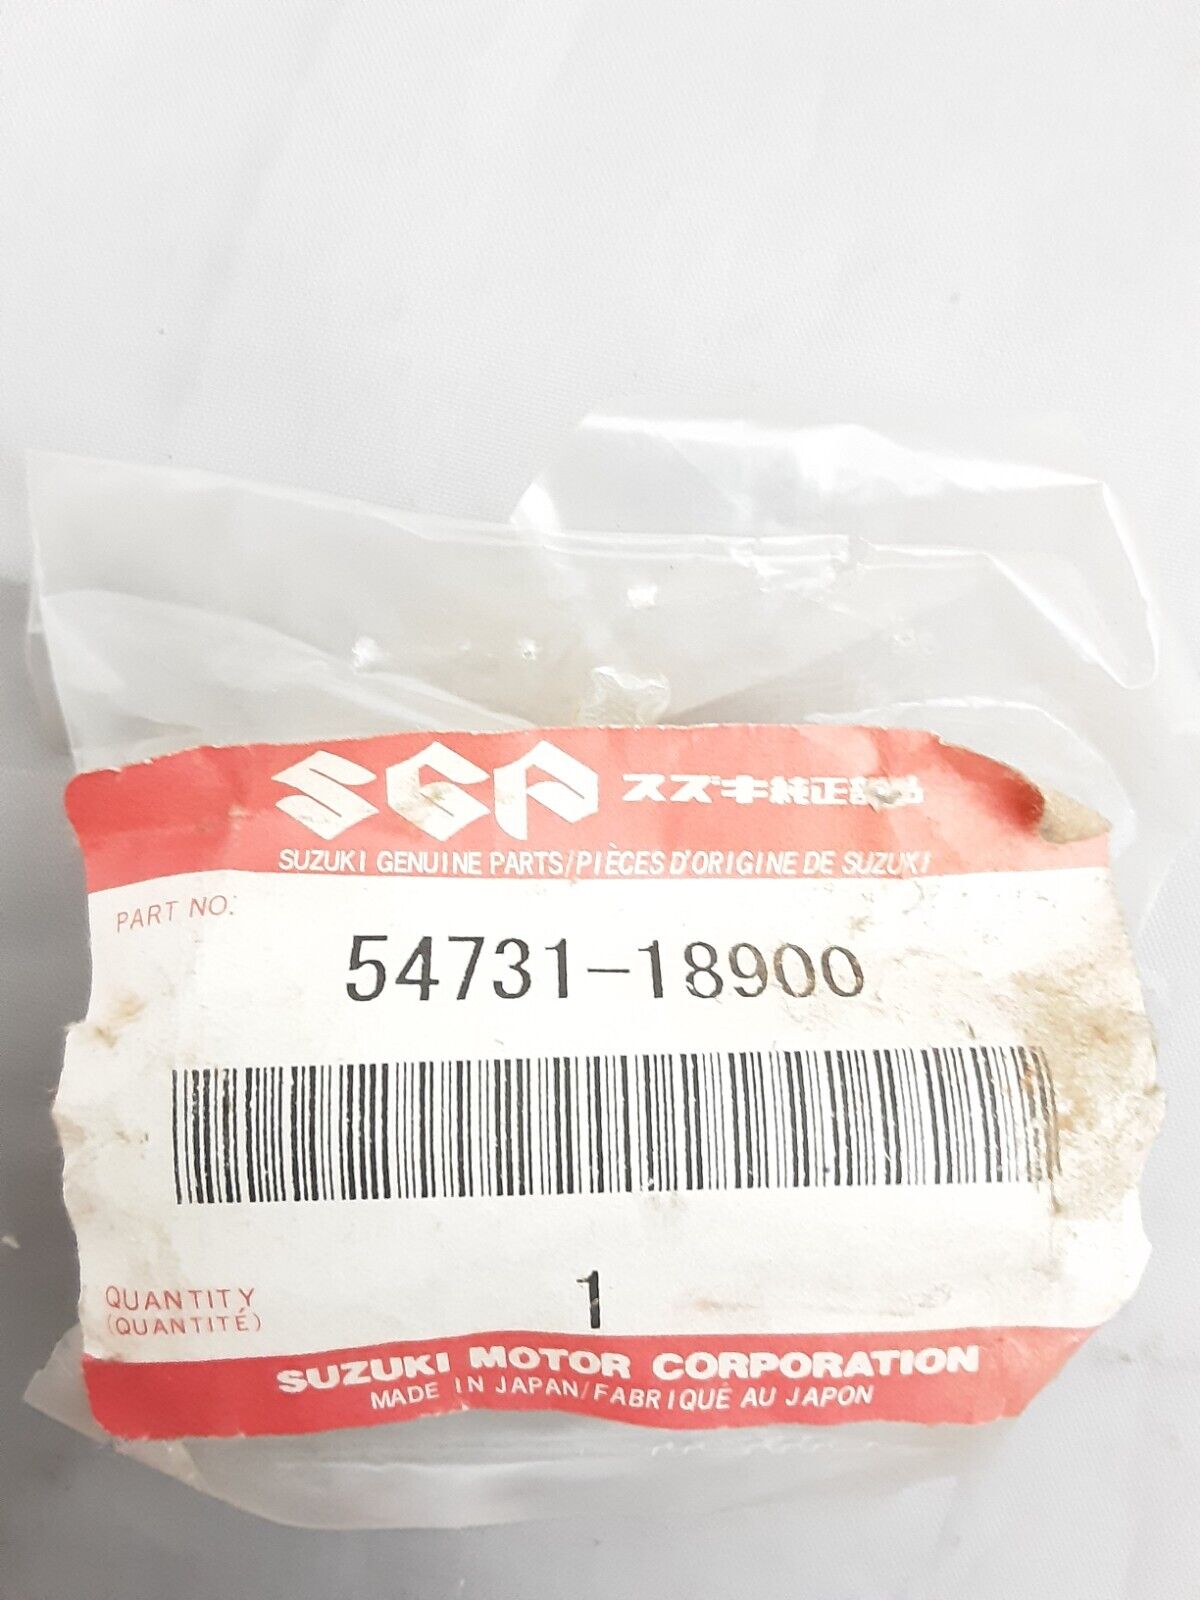 SGP スズキ純正部品
SUZUKI GENUINE PARTS/PIÈCES D'ORIGINE DE SUZUKI
PART NO.:
54731-18900
QUANTITY 1
(QUANTITÉ)
SUZUKI MOTOR CORPORATION
MADE IN JAPAN/FABRIQUÉ AU JAPON